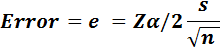 Error = e = Zα/2 s/√n